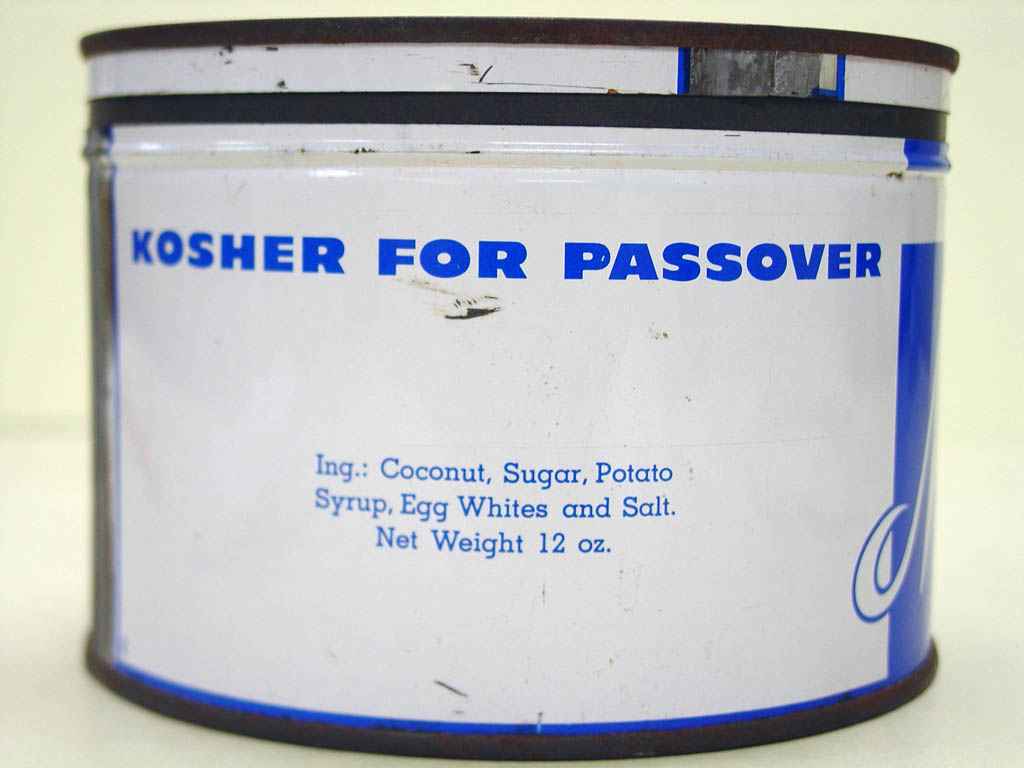 KOSHER FOR PASSOVER
Ing.: Coconut, Sugar, Potato
Syrup, Egg Whites and Salt.
Net Weight 12 oz.